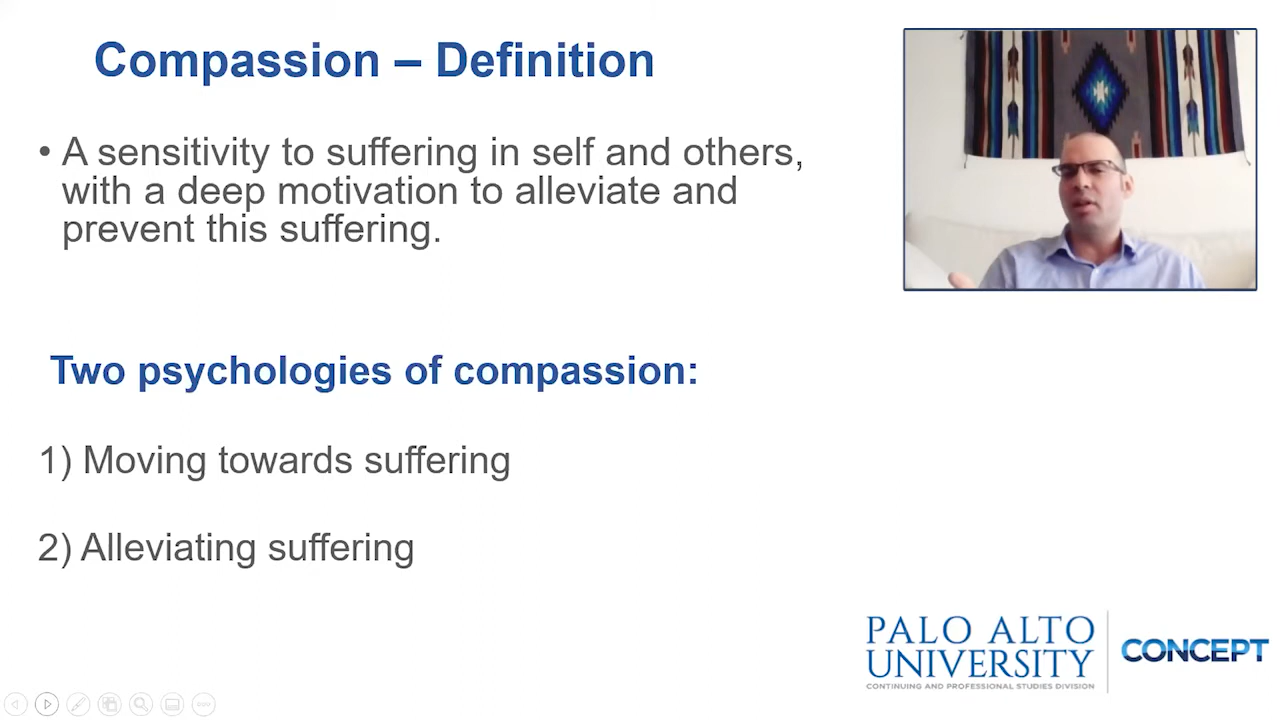 Compassion – Definition
• A sensitivity to suffering in self and others,
with a deep motivation to alleviate and
prevent this suffering.
Two psychologies of compassion:
1) Moving towards suffering
2) Alleviating suffering
PALO ALTO
UNIVERSITY
CONTINUING AND PROFESSIONAL STUDIES DIVISION
CONCEPT